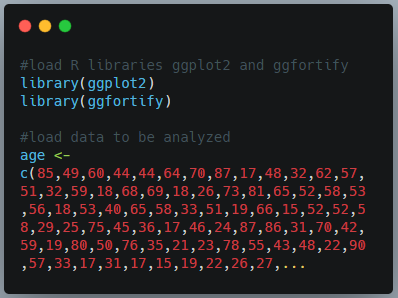 #load R libraries ggplot2 and ggfortify
library(ggplot2)
library(ggfortify)
#load data to be analyzed
age <-
c(85,49,60,44,44,64,70,87,17,48,32,62,57,
51,32,59,18,68,69,18,26,73,81,65,52,58,53
,56,18,53,40,65,58,33,51,19,66,15,52,52,5
8,29,25,75,45,36,17,46,24,87,86,31,70,42,
59,19,80,50,76,35,21,23,78,55,43,48,22,90
,57,33,17,31,17,15,19,22,26,27,...